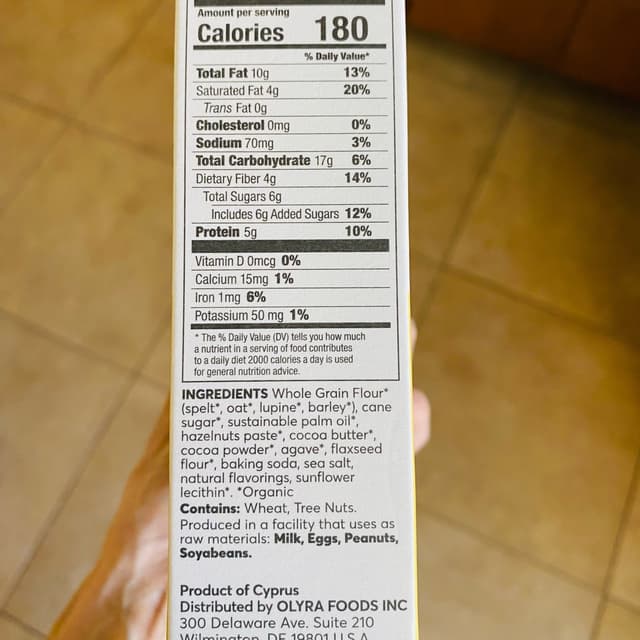 Amount per serving
Calories 180
% Daily Value*
Total Fat 10g 13%
Saturated Fat 4g 20%
Trans Fat 0g
Cholesterol 0mg 0%
Sodium 70mg 3%
Total Carbohydrate 17g 6%
Dietary Fiber 4g 14%
Total Sugars 6g
Includes 6g Added Sugars 12%
Protein 5g 10%
Vitamin D 0mcg 0%
Calcium 15mg 1%
Iron 1mg 6%
Potassium 50 mg 1%
* The % Daily Value (DV) tells you how much
a nutrient in a serving of food contributes
to a daily diet 2000 calories a day is used
for general nutrition advice.
INGREDIENTS Whole Grain Flour*
(spelt*, oat*, lupine*, barley*), cane
sugar*, sustainable palm oil*,
hazelnuts paste*, cocoa butter*,
cocoa powder*, agave*, flaxseed
flour*, baking soda, sea salt,
natural flavorings, sunflower
lecithin*. *Organic
Contains: Wheat, Tree Nuts.
Produced in a facility that uses as
raw materials: Milk, Eggs, Peanuts,
Soyabeans.
Product of Cyprus
Distributed by OLYRA FOODS INC
300 Delaware Ave. Suite 210
Wilmington, DE 19801 U.S.A